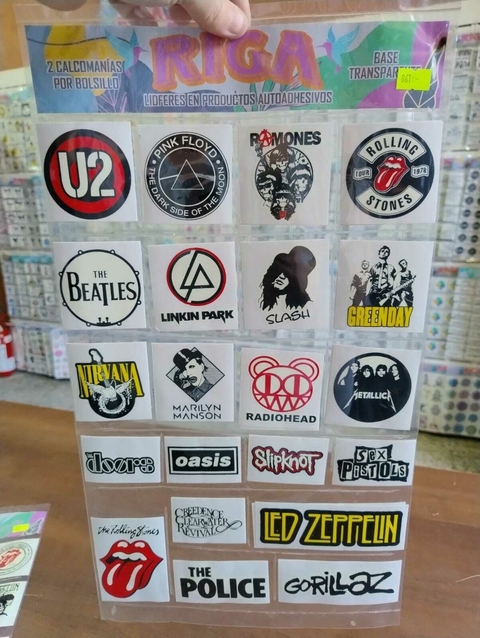 2 CALCOMANÍAS
POR BOLSILLO
RIGA
BASE
TRANSPARENTE
LIDERES EN PRODUCTOS AUTOADHESIVOS
U2
PINK FLOYD
THE DARK SIDE OF THE MOON
RAMONES
ROLLING
TOUR 1978
STONES
THE
BEATLES
LINKIN PARK
SLASH
GREENDAY
NIRVANA
MARILYN
MANSON
RADIOHEAD
METALLICA
the doors
oasis
SlipKnoT
SEX
PISTOLS
the Rolling Stones
CREEDENCE
CLEARWATER
REVIVAL
LED ZEPPELIN
THE
POLICE
GORILLAZ